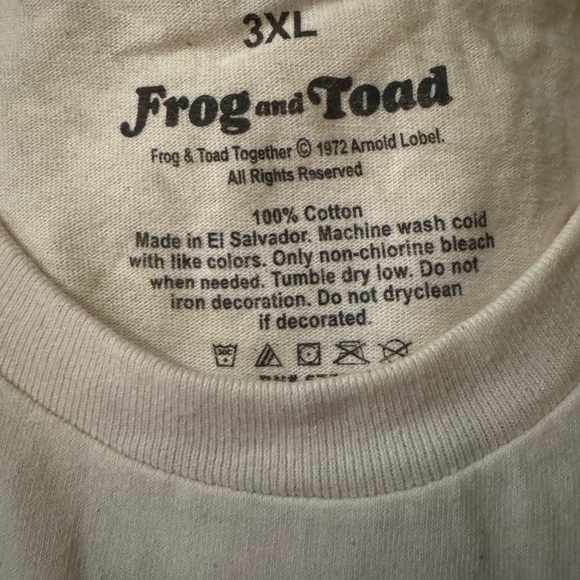 3XL
Frog and Toad
Frog & Toad Together © 1972 Arnold Lobel.
All Rights Reserved
100% Cotton
Made in El Salvador. Machine wash cold
with like colors. Only non-chlorine bleach
when needed. Tumble dry low. Do not
iron decoration. Do not dryclean
if decorated.
30C